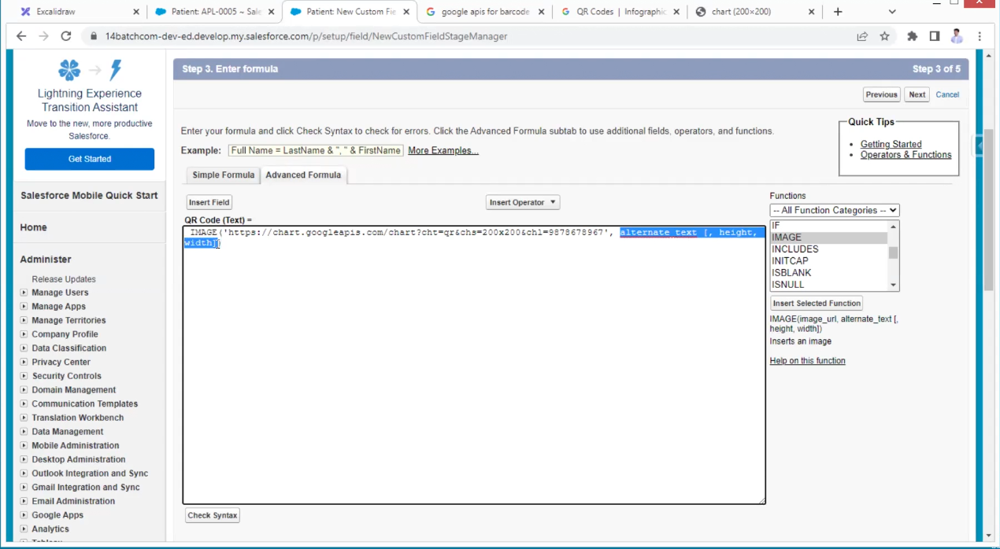 Excalidraw
Patient: APL-0005 ~ Sale
Patient: New Custom Fie
google apis for barcode
QR Codes | Infographic
chart (200×200)
14batchcom-dev-ed.develop.my.salesforce.com/p/setup/field/NewCustomFieldStageManager
Lightning Experience
Transition Assistant
Move to the new, more productive
Salesforce.
Get Started
Salesforce Mobile Quick Start
Home
Administer
Release Updates
Manage Users
Manage Apps
Manage Territories
Company Profile
Data Classification
Privacy Center
Security Controls
Domain Management
Communication Templates
Translation Workbench
Data Management
Mobile Administration
Desktop Administration
Outlook Integration and Sync
Gmail Integration and Sync
Email Administration
Google Apps
Analytics
Step 3. Enter formula
Step 3 of 5
Previous
Next
Cancel
Enter your formula and click Check Syntax to check for errors. Click the Advanced Formula subtab to use additional fields, operators, and functions.
Example: Full Name = LastName & ", " & FirstName More Examples...
Quick Tips
• Getting Started
• Operators & Functions
Simple Formula
Advanced Formula
Insert Field
Insert Operator
QR Code (Text) =
IMAGE('https://chart.googleapis.com/chart?cht=qr&chs=200x200&chl=9878678967', alternate_text [, height,
width])
Check Syntax
Functions
-- All Function Categories --
IF
IMAGE
INCLUDES
INITCAP
ISBLANK
ISNULL
Insert Selected Function
IMAGE(image_url, alternate_text [,
height, width])
Inserts an image
Help on this function